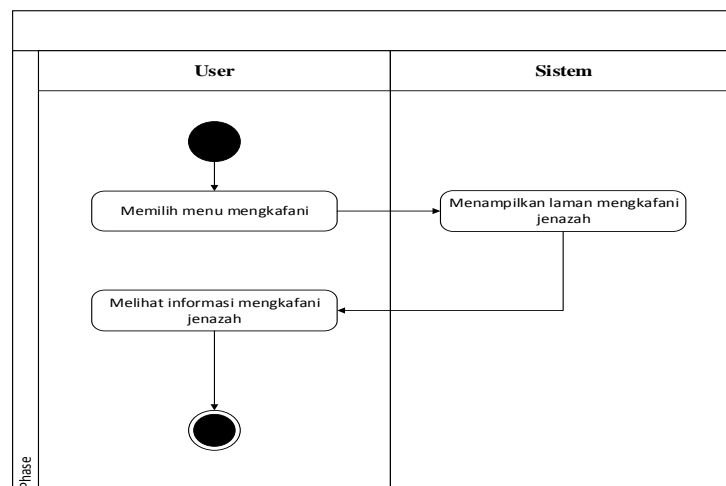 User
Sistem
Memilih menu mengkafani
Menampilkan laman mengkafani
jenazah
Melihat informasi mengkafani
jenazah
Phase